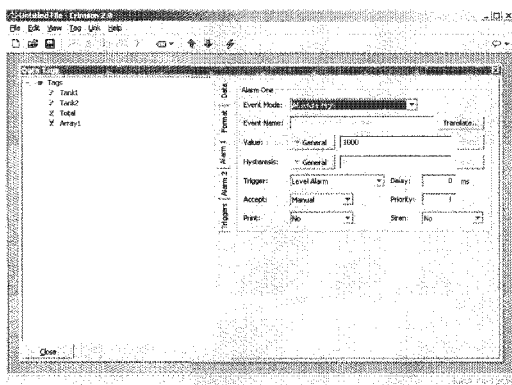 Untitled File - Crimson 2.0
File Edit View Tag Link Help
Tags
Tank1
Tank2
Total
Array1
Data
Format
Alarm 1
Alarm 2
Triggers
Alarm One
Event Mode:
Event Name:
Translate...
Value: General 1000
Hysteresis: General
Trigger: Level Alarm Delay: 0 ms
Accept: Manual Priority: 1
Print: No Siren: No
Close